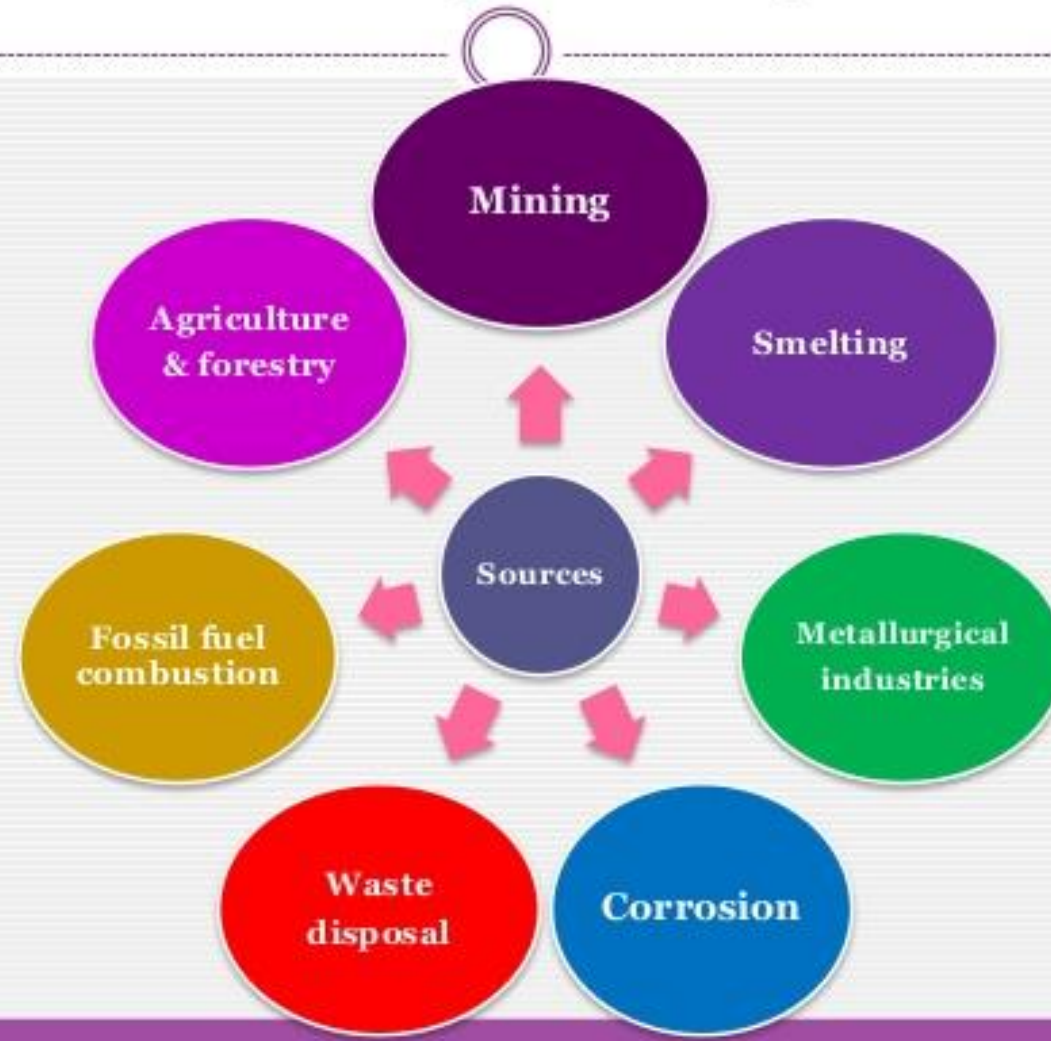 Mining
Agriculture
& forestry
Smelting
Sources
Fossil fuel
combustion
Metallurgical
industries
Waste
disposal
Corrosion